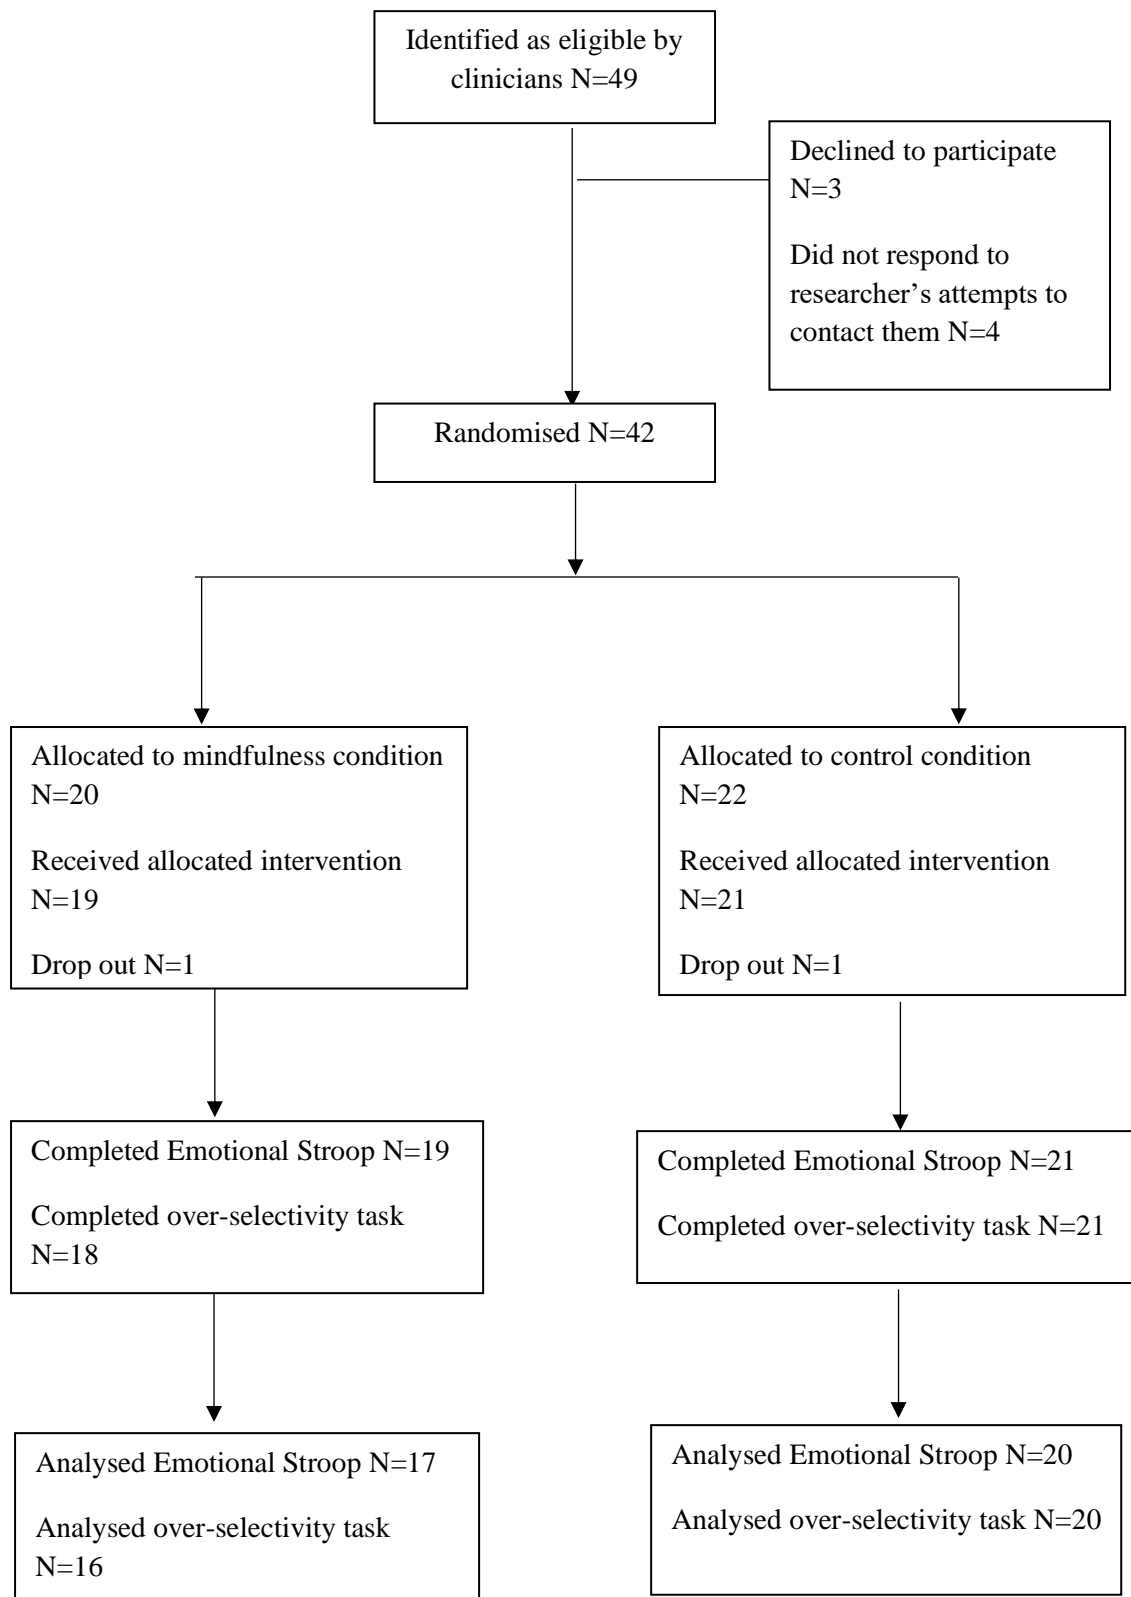 Identified as eligible by
clinicians N=49
Declined to participate
N=3
Did not respond to
researcher’s attempts to
contact them N=4
Randomised N=42
Allocated to mindfulness condition
N=20
Received allocated intervention
N=19
Drop out N=1
Allocated to control condition
N=22
Received allocated intervention
N=21
Drop out N=1
Completed Emotional Stroop N=19
Completed over-selectivity task
N=18
Completed Emotional Stroop N=21
Completed over-selectivity task N=21
Analysed Emotional Stroop N=17
Analysed over-selectivity task
N=16
Analysed Emotional Stroop N=20
Analysed over-selectivity task N=20